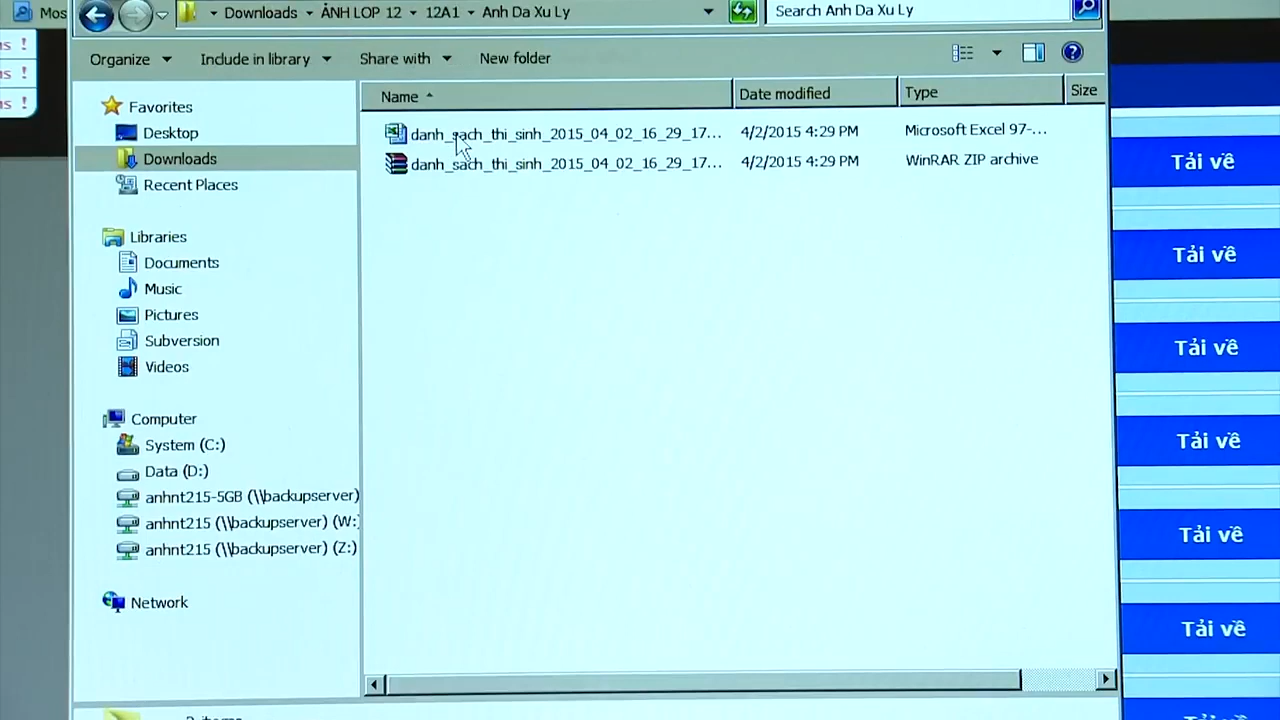 Mos
Downloads ẢNH LOP 12 12A1 Anh Da Xu Ly
Search Anh Da Xu Ly
Organize Include in library Share with New folder
Name Date modified Type Size
danh_sach_thi_sinh_2015_04_02_16_29_17... 4/2/2015 4:29 PM Microsoft Excel 97-...
danh_sach_thi_sinh_2015_04_02_16_29_17... 4/2/2015 4:29 PM WinRAR ZIP archive
Favorites
Desktop
Downloads
Recent Places
Libraries
Documents
Music
Pictures
Subversion
Videos
Computer
System (C:)
Data (D:)
anhnt215-5GB (\\backupserver)
anhnt215 (\\backupserver) (W:)
anhnt215 (\\backupserver) (Z:)
Network
Tải về
Tải về
Tải về
Tải về
Tải về
Tải về